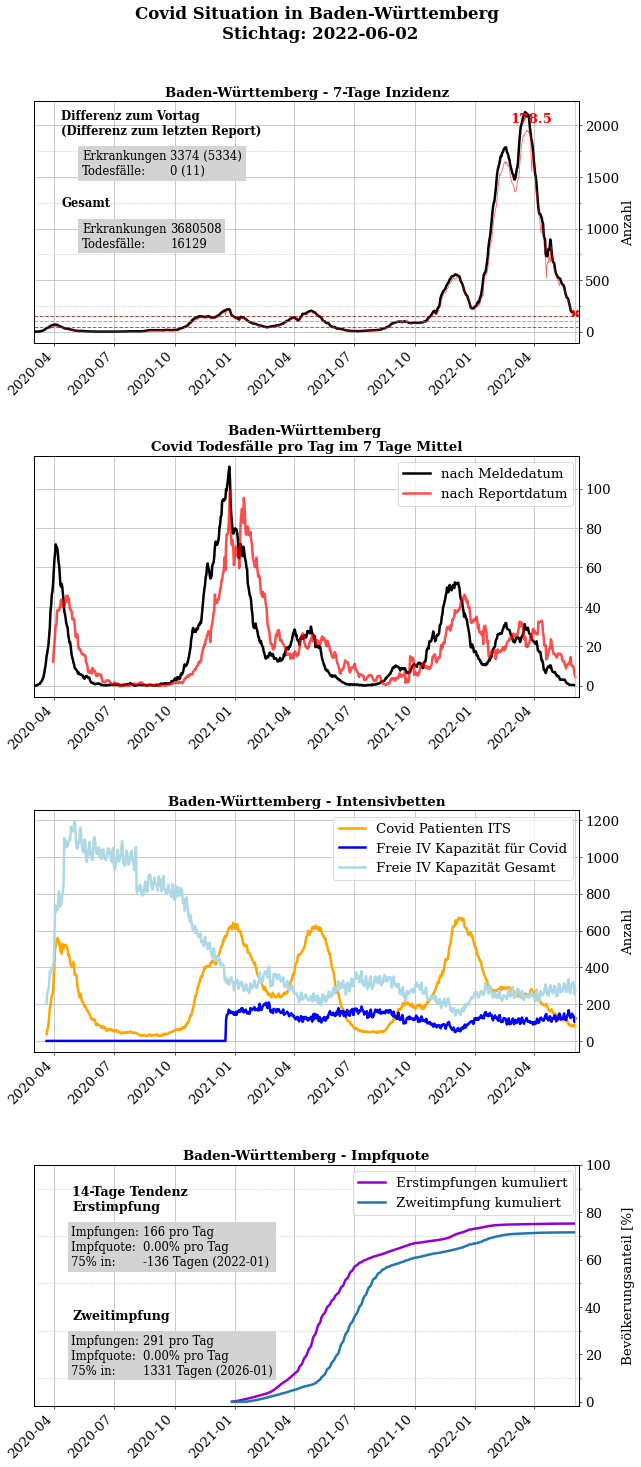 Covid Situation in Baden-Württemberg
Stichtag: 2022-06-02
Baden-Württemberg - 7-Tage Inzidenz
Differenz zum Vortag
(Differenz zum letzten Report)
Erkrankungen 3374 (5334)
Todesfälle: 0 (11)
Gesamt
Erkrankungen 3680508
Todesfälle: 16129
178.5
2000
1500
1000
500
0
Anzahl
2020-04
2020-07
2020-10
2021-01
2021-04
2021-07
2021-10
2022-01
2022-04
Baden-Württemberg
Covid Todesfälle pro Tag im 7 Tage Mittel
nach Meldedatum
nach Reportdatum
100
80
60
40
20
0
2020-04
2020-07
2020-10
2021-01
2021-04
2021-07
2021-10
2022-01
2022-04
Baden-Württemberg - Intensivbetten
Covid Patienten ITS
Freie IV Kapazität für Covid
Freie IV Kapazität Gesamt
1200
1000
800
600
400
200
0
Anzahl
2020-04
2020-07
2020-10
2021-01
2021-04
2021-07
2021-10
2022-01
2022-04
Baden-Württemberg - Impfquote
14-Tage Tendenz
Erstimpfung
Impfungen: 166 pro Tag
Impfquote: 0.00% pro Tag
75% in: -136 Tagen (2022-01)
Zweitimpfung
Impfungen: 291 pro Tag
Impfquote: 0.00% pro Tag
75% in: 1331 Tagen (2026-01)
Erstimpfungen kumuliert
Zweitimpfung kumuliert
100
80
60
40
20
0
Bevölkerungsanteil [%]
2020-04
2020-07
2020-10
2021-01
2021-04
2021-07
2021-10
2022-01
2022-04